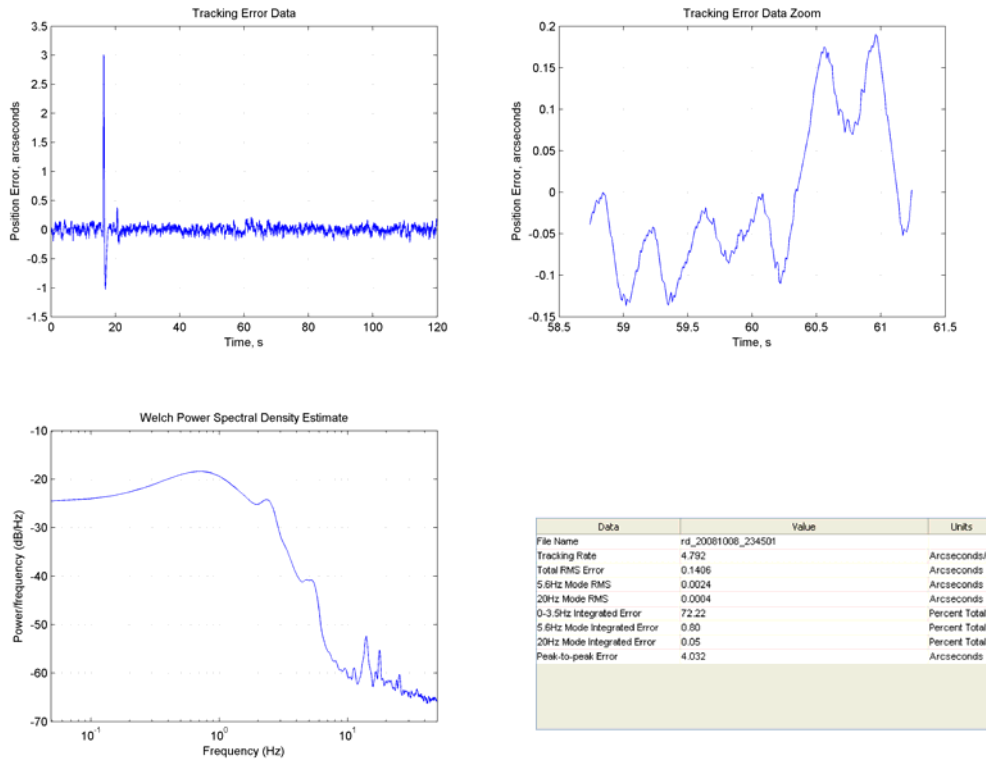 Tracking Error Data
3.5
3
2.5
2
1.5
1
0.5
0
-0.5
-1
-1.5
Position Error, arcseconds
0 20 40 60 80 100 120
Time, s
Tracking Error Data Zoom
0.2
0.15
0.1
0.05
0
-0.05
-0.1
-0.15
Position Error, arcseconds
58.5 59 59.5 60 60.5 61 61.5
Time, s
Welch Power Spectral Density Estimate
-10
-20
-30
-40
-50
-60
-70
Power/frequency (dB/Hz)
10-1 100 101
Frequency (Hz)
Data Value Units
File Name rd_20081008_234501
Tracking Rate 4.792 Arcseconds/
Total RMS Error 0.1406 Arcseconds
5.6Hz Mode RMS 0.0024 Arcseconds
20Hz Mode RMS 0.0004 Arcseconds
0-3.5Hz Integrated Error 72.22 Percent Total
5.6Hz Mode Integrated Error 0.80 Percent Total
20Hz Mode Integrated Error 0.05 Percent Total
Peak-to-peak Error 4.032 Arcseconds